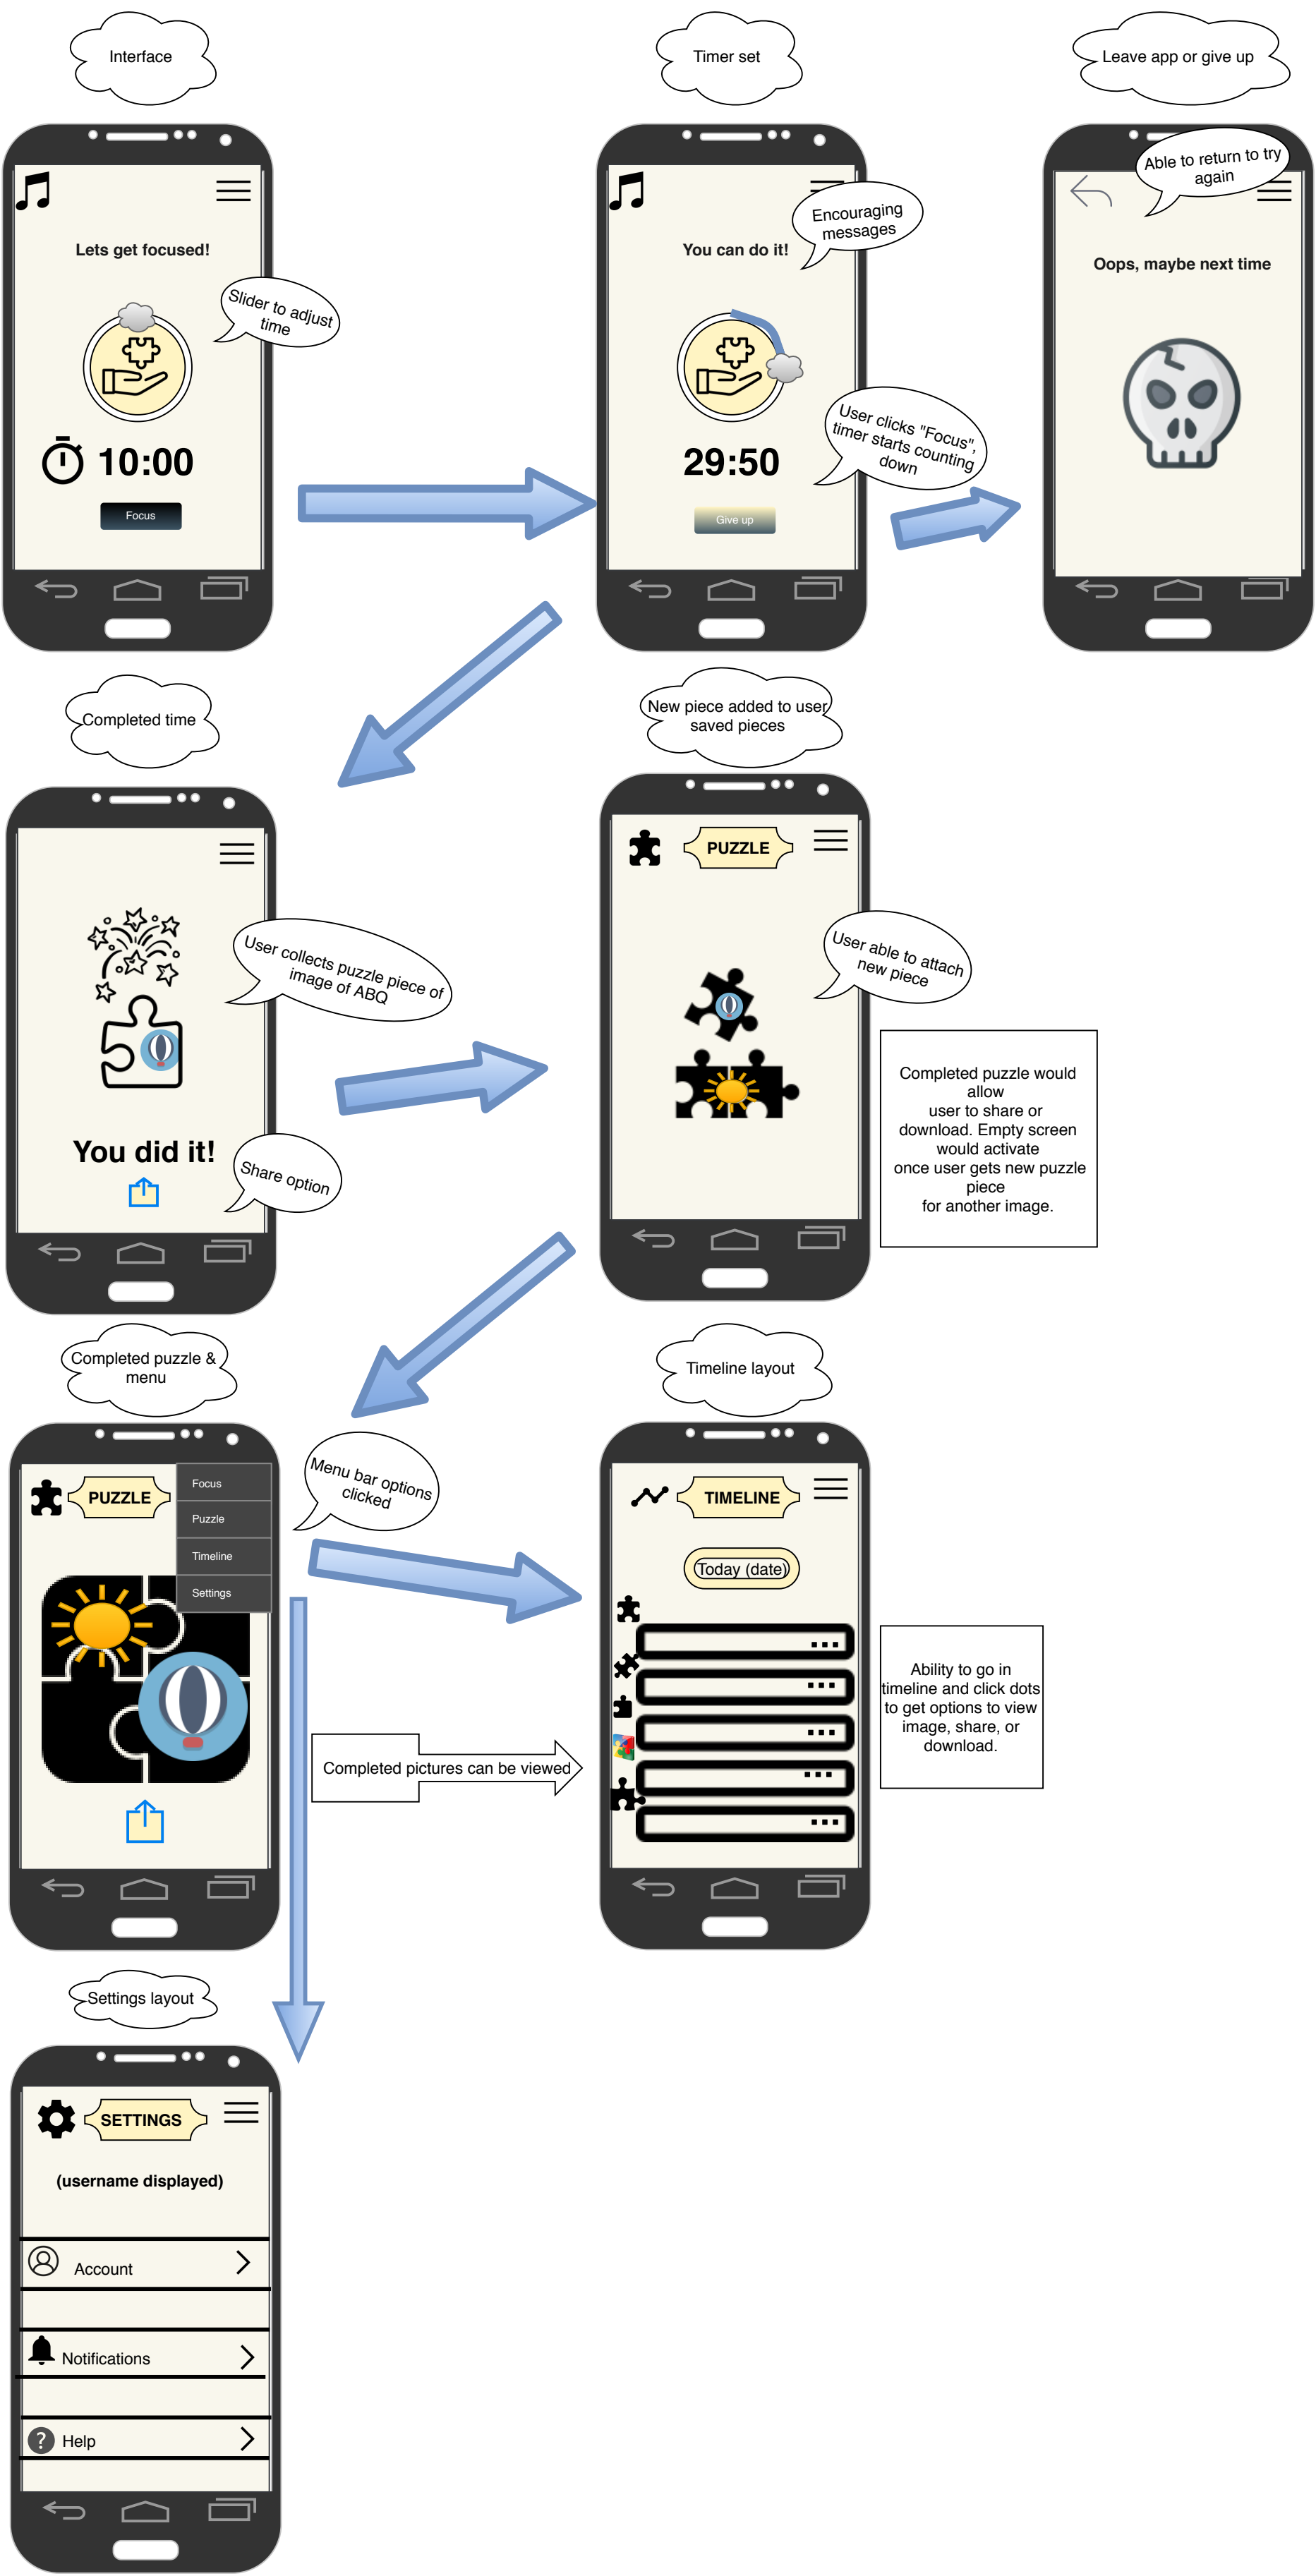 Interface
Timer set
Leave app or give up
Able to return to try
again
Lets get focused!
Slider to adjust
time
10:00
Focus
Encouraging
messages
You can do it!
User clicks "Focus",
timer starts counting
down
29:50
Give up
Oops, maybe next time
Completed time
New piece added to user
saved pieces
User collects puzzle piece of
image of ABQ
You did it!
Share option
PUZZLE
User able to attach
new piece
Completed puzzle would
allow
user to share or
download. Empty screen
would activate
once user gets new puzzle
piece
for another image.
Completed puzzle &
menu
Timeline layout
PUZZLE
Focus
Puzzle
Timeline
Settings
Menu bar options
clicked
TIMELINE
Today (date)
Completed pictures can be viewed
Ability to go in
timeline and click dots
to get options to view
image, share, or
download.
Settings layout
SETTINGS
(username displayed)
Account
Notifications
? Help